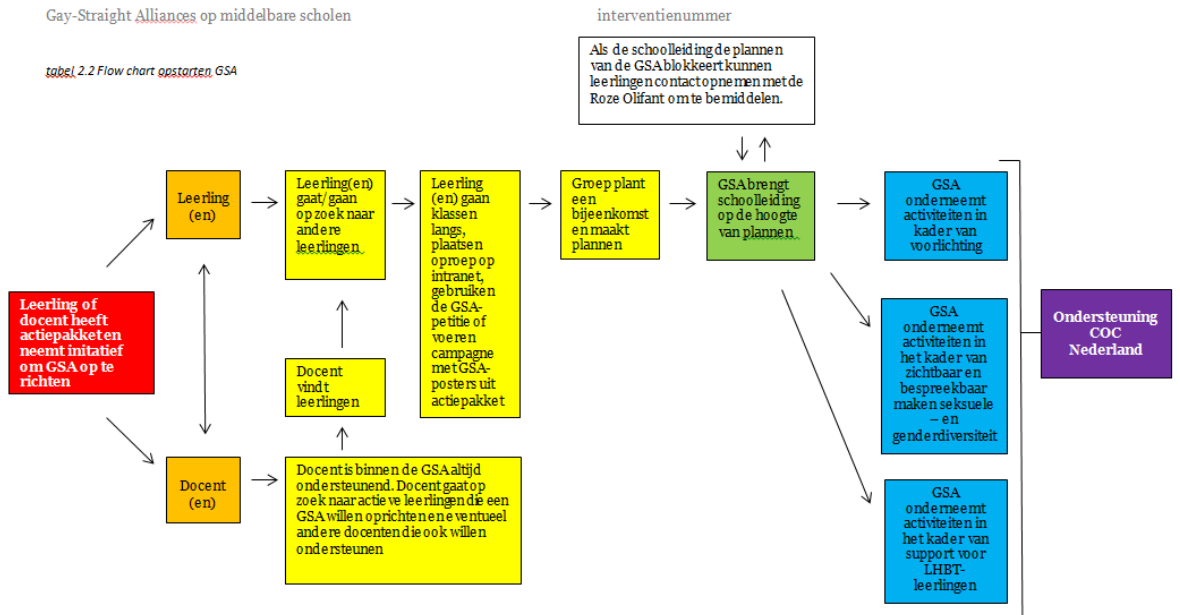 Gay-Straight Alliances op middelbare scholen
interventienummer
tabel 2.2 Flow chart opstarten GSA
Als de schoolleiding de plannen
van de GSA blokkeert kunnen
leerlingen contact opnemen met de
Roze Olifant om te bemiddelen.
Leerling of
docent heeft
actiepakket en
neemt initatief
om GSA op te
richten
Leerling
(en)
Docent
(en)
Leerling(en)
gaat/gaan
op zoek naar
andere
leerlingen
Docent
vindt
leerlingen
Docent is binnen de GSA altijd
ondersteunend. Docent gaat op
zoek naar actieve leerlingen die een
GSA willen oprichten en eventueel
andere docenten die ook willen
ondersteunen
Leerling
(en) gaan
klassen
langs,
plaatsen
oproep op
intranet,
gebruiken
de GSA-
petitie of
voeren
campagne
met GSA-
posters uit
actiepakket
Groep plant
een
bijeenkomst
en maakt
plannen
GSA brengt
schoolleiding
op de hoogte
van plannen
GSA
onderneemt
activiteiten in
kader van
voorlichting
GSA
onderneemt
activiteiten in
het kader van
zichtbaar en
bespreekbaar
maken seksuele
– en
genderdiversiteit
GSA
onderneemt
activiteiten in
het kader van
support voor
LHBT-
leerlingen
Ondersteuning
COC
Nederland